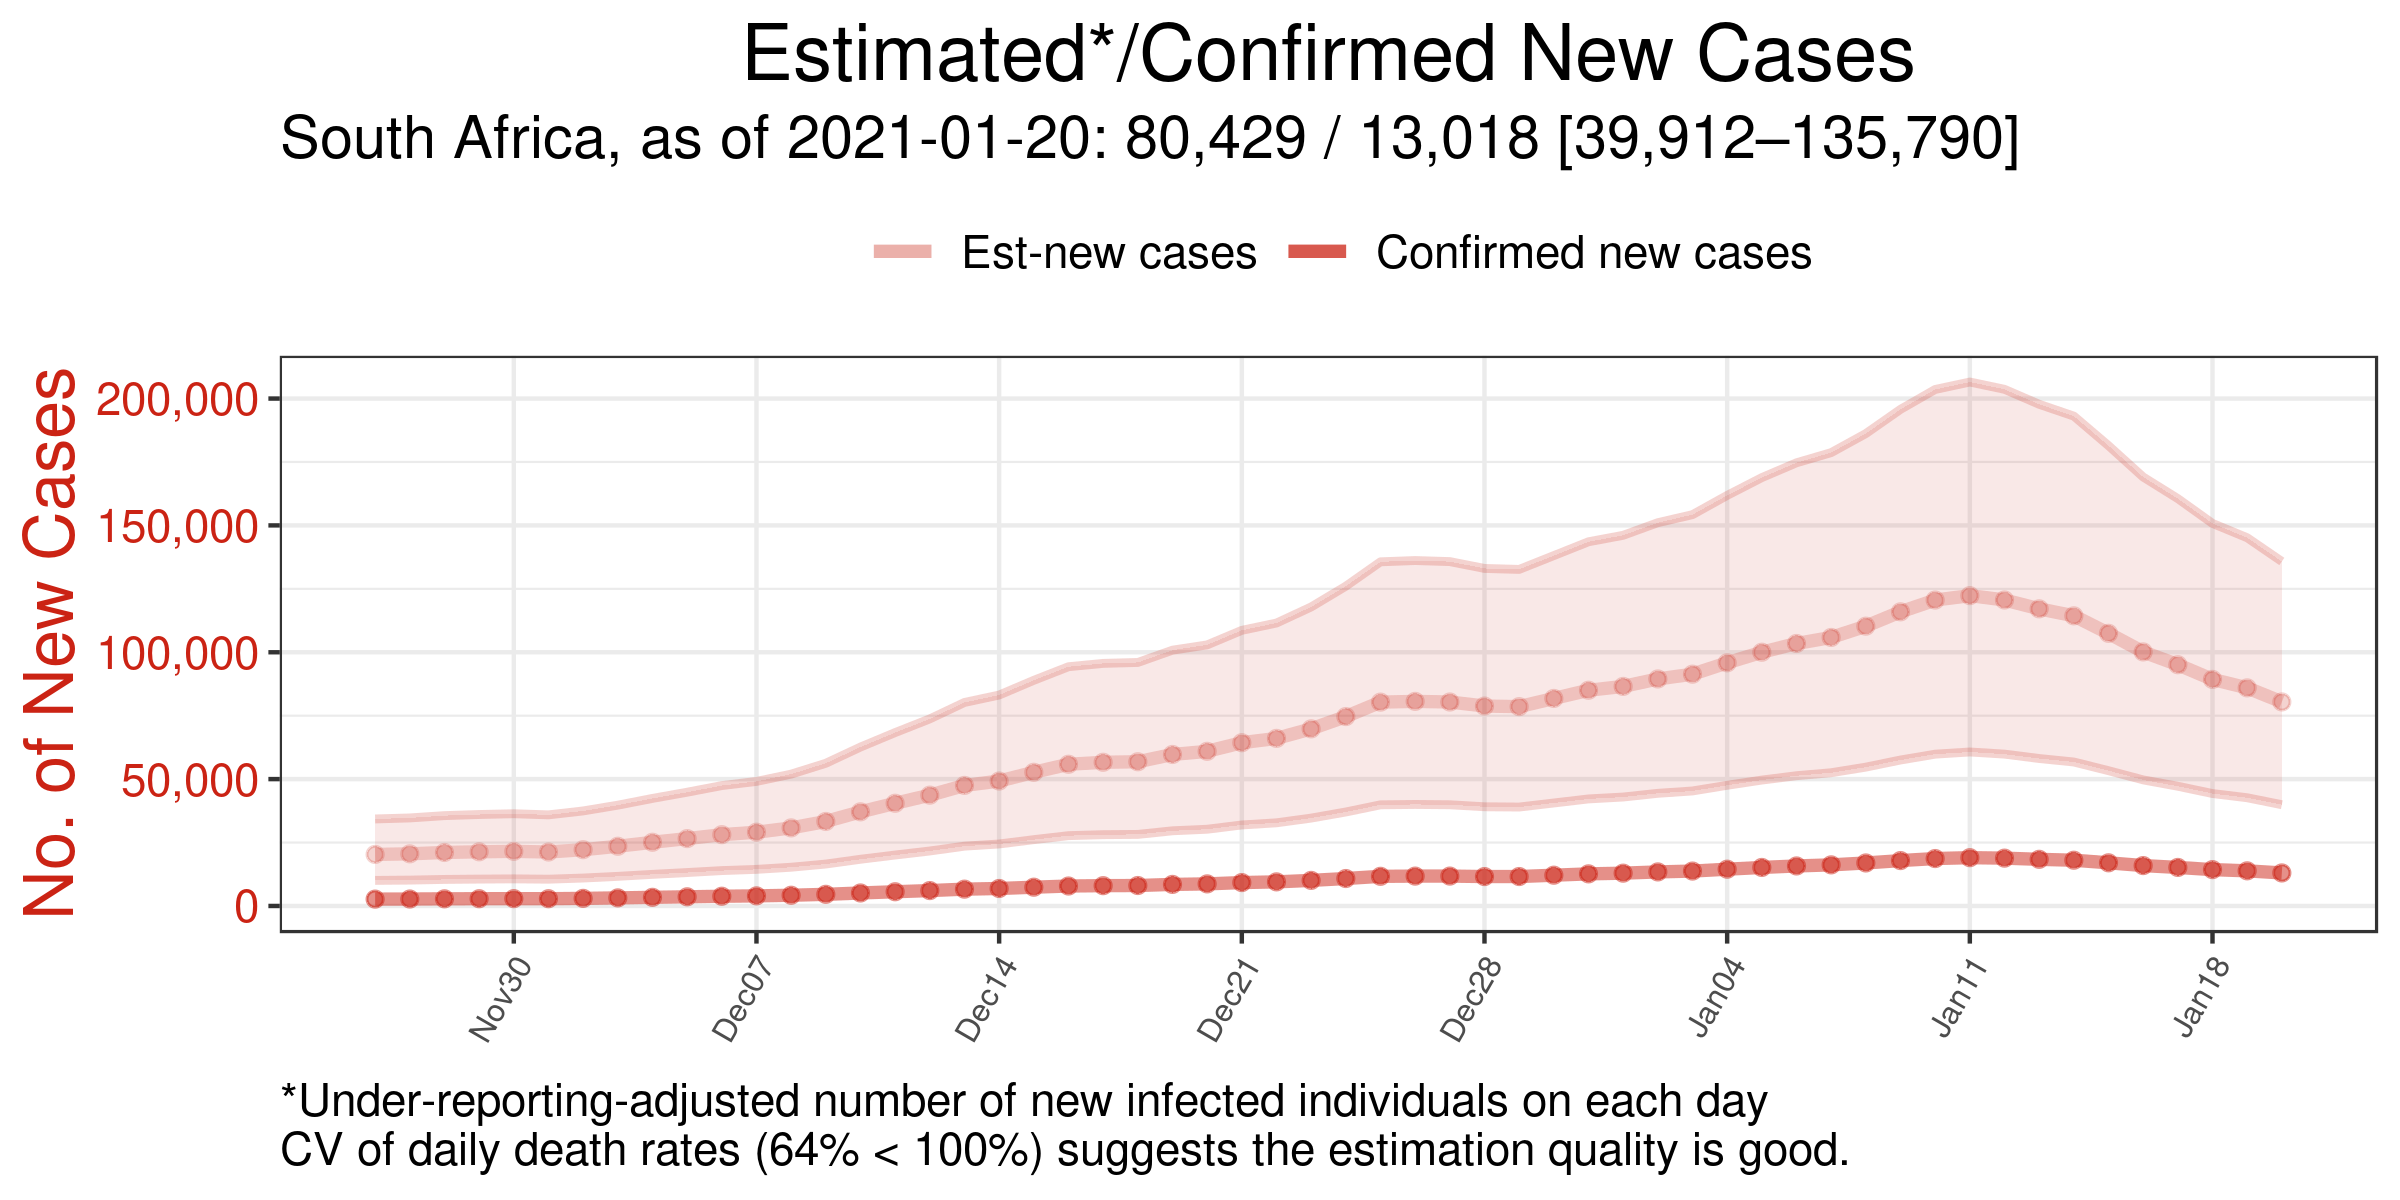 Estimated*/Confirmed New Cases
South Africa, as of 2021-01-20: 80,429 / 13,018 [39,912–135,790]
Est-new cases
Confirmed new cases
No. of New Cases
200,000
150,000
100,000
50,000
0
Nov30
Dec07
Dec14
Dec21
Dec28
Jan04
Jan11
Jan18
*Under-reporting-adjusted number of new infected individuals on each day
CV of daily death rates (64% < 100%) suggests the estimation quality is good.